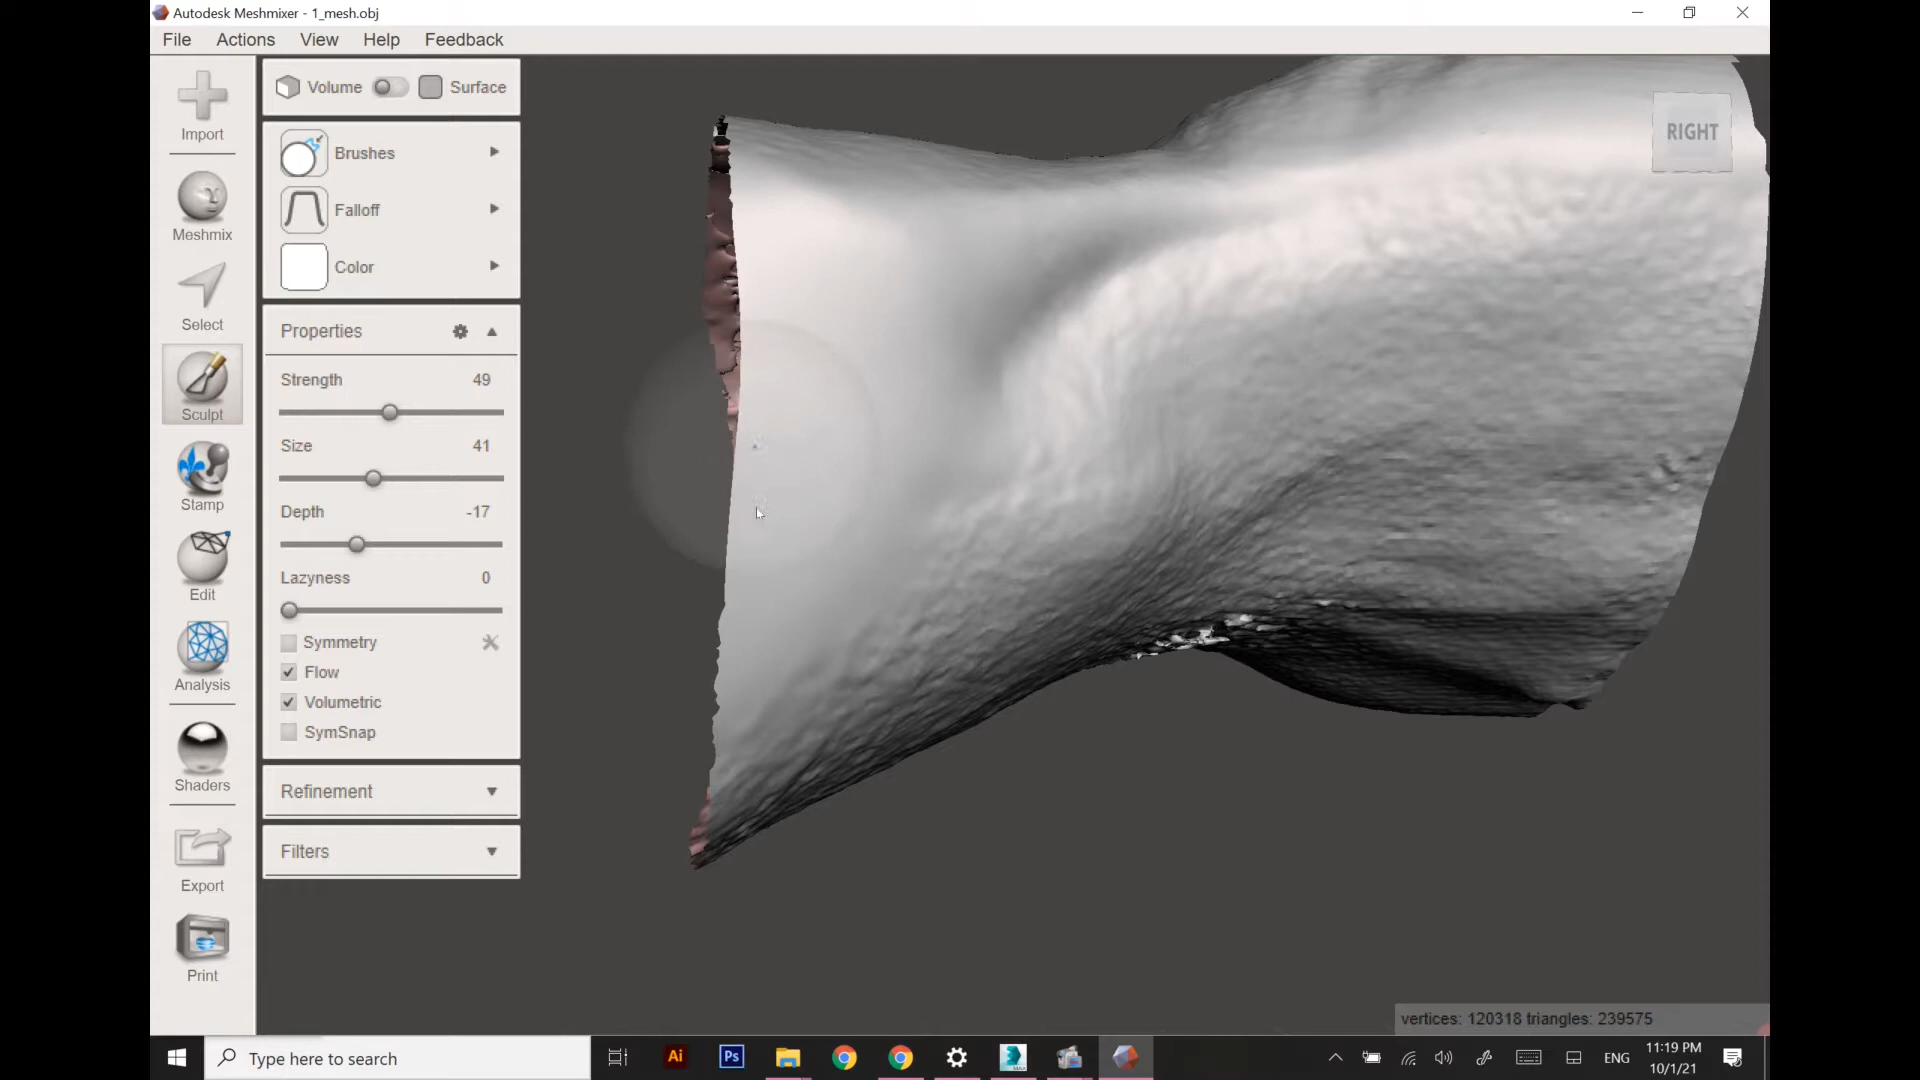 Autodesk Meshmixer - 1_mesh.obj
File Actions View Help Feedback
Import
Meshmix
Select
Sculpt
Stamp
Edit
Analysis
Shaders
Export
Print
Volume Surface
Brushes
Falloff
Color
Properties
Strength 49
Size 41
Depth -17
Lazyness 0
Symmetry
Flow
Volumetric
SymSnap
Refinement
Filters
RIGHT
vertices: 120318 triangles: 239575
Type here to search
Ai
Ps
MAX
ENG
11:19 PM
10/1/21